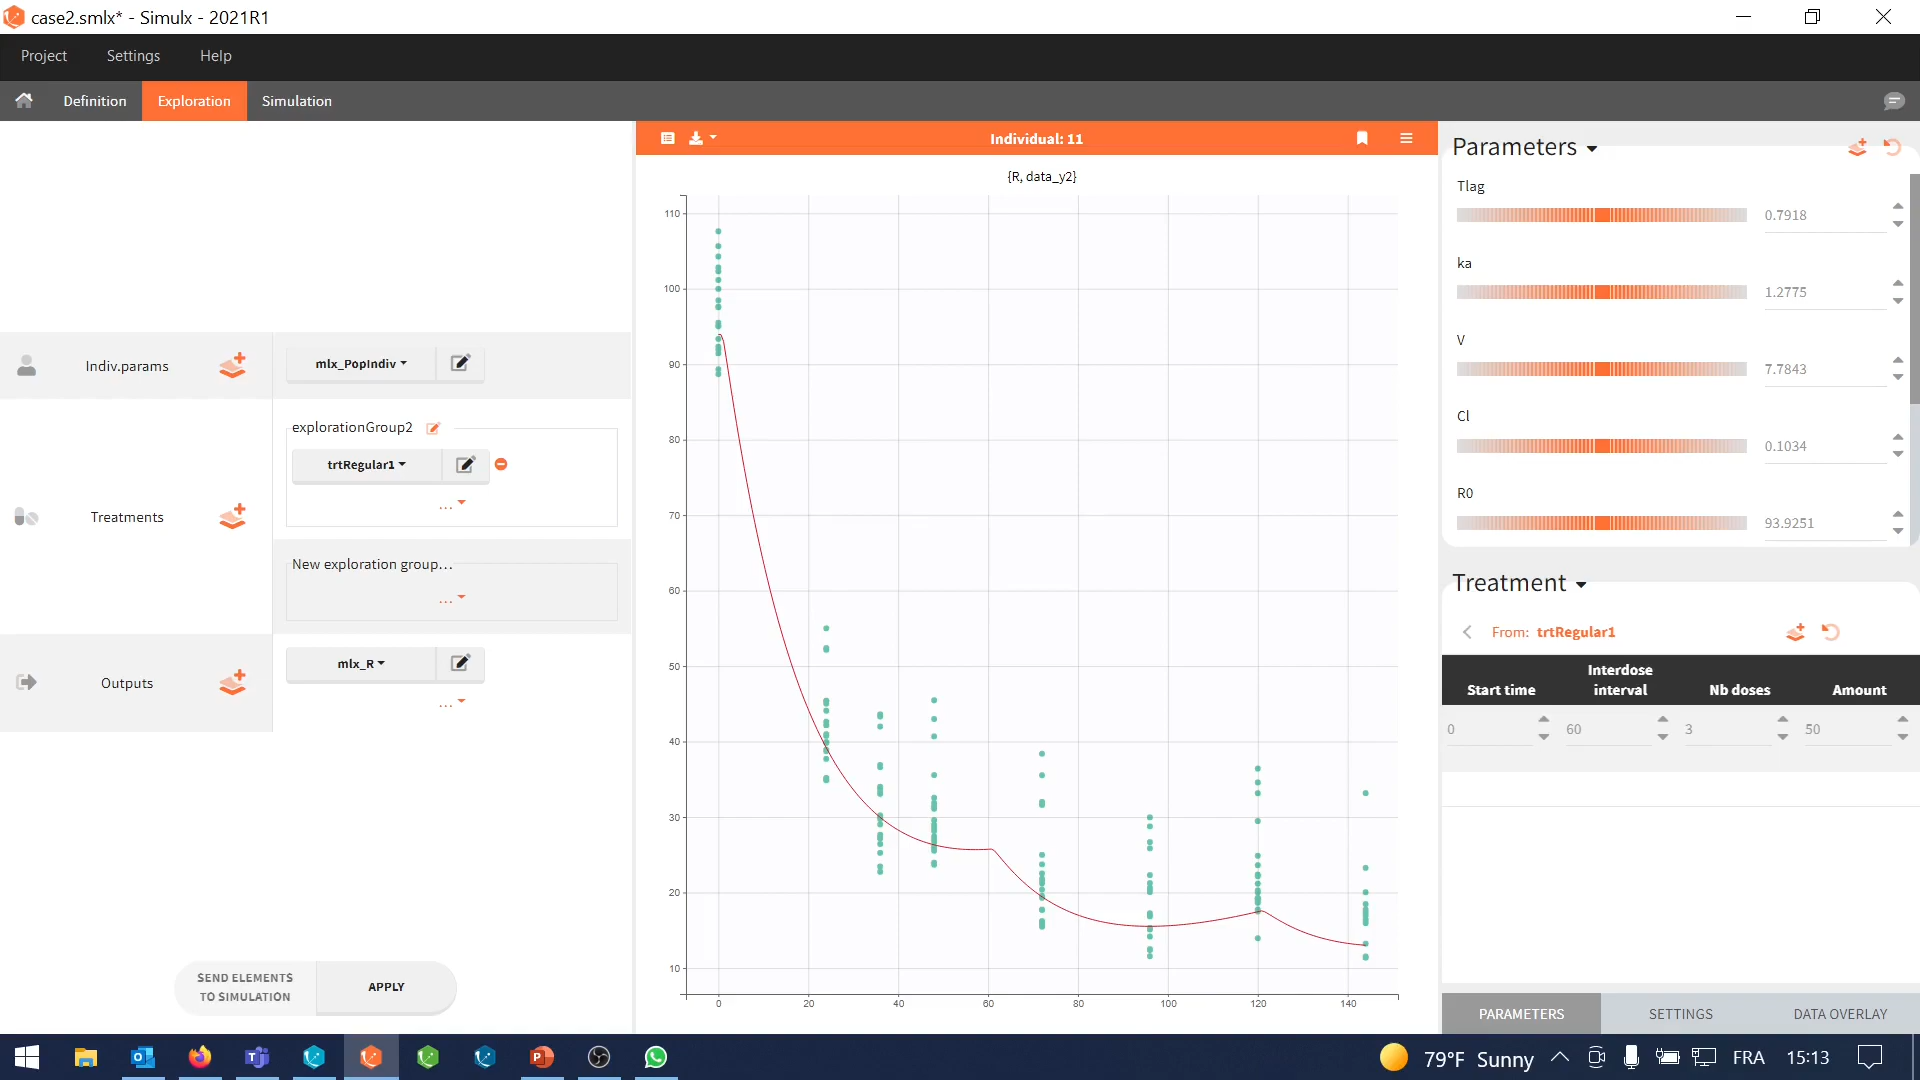 case2.smlx* - Simulx - 2021R1
Project Settings Help
Definition Exploration Simulation
Indiv.params
mlx_PopIndiv
Treatments
explorationGroup2
trtRegular1
...
New exploration group...
...
Outputs
mlx_R
...
SEND ELEMENTS
TO SIMULATION
APPLY
Individual: 11
{R, data_y2}
110
100
90
80
70
60
50
40
30
20
10
0 20 40 60 80 100 120 140
Parameters
Tlag
0.7918
ka
1.2775
V
7.7843
Cl
0.1034
R0
93.9251
Treatment
From: trtRegular1
Start time Interdose interval Nb doses Amount
0 60 3 50
PARAMETERS SETTINGS DATA OVERLAY
79°F Sunny FRA 15:13